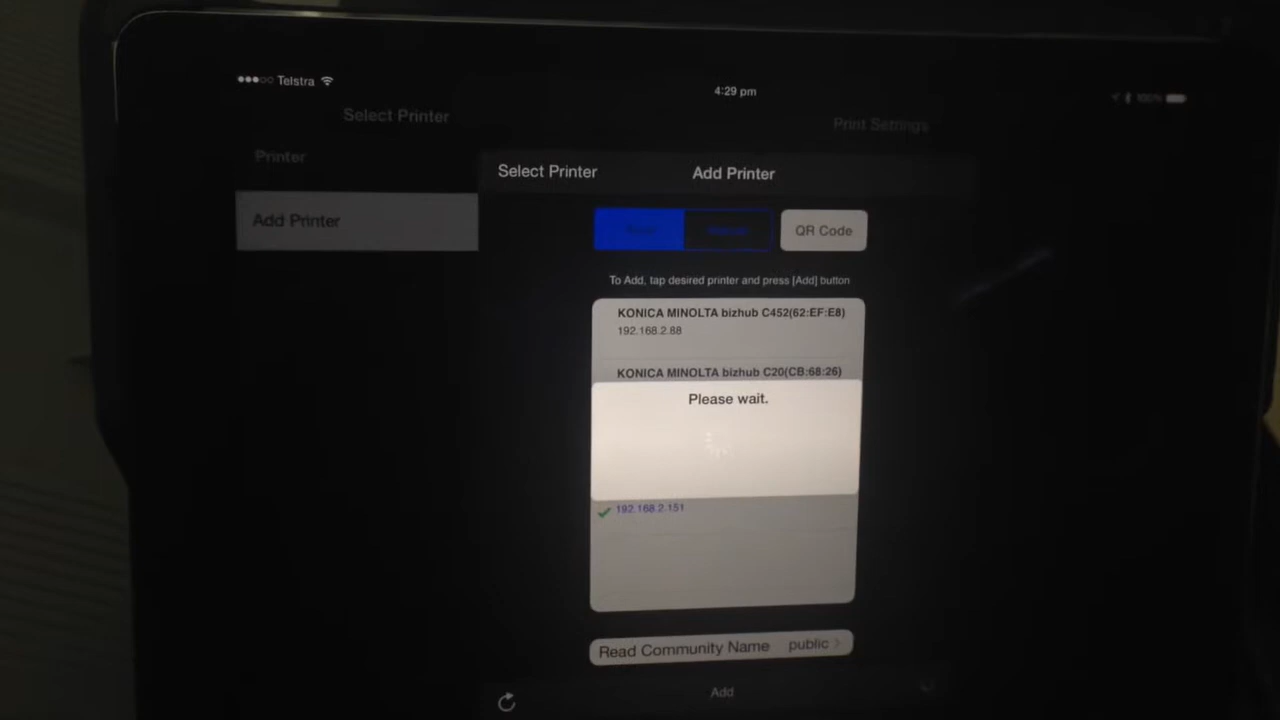 Telstra
4:29 pm
100%
Select Printer
Print Settings
Printer
Select Printer
Add Printer
Add Printer
QR Code
To Add, tap desired printer and press [Add] button
KONICA MINOLTA bizhub C452(62:EF:E8)
192.168.2.88
KONICA MINOLTA bizhub C20(CB:68:26)
Please wait.
192.168.2.151
Read Community Name public
Add